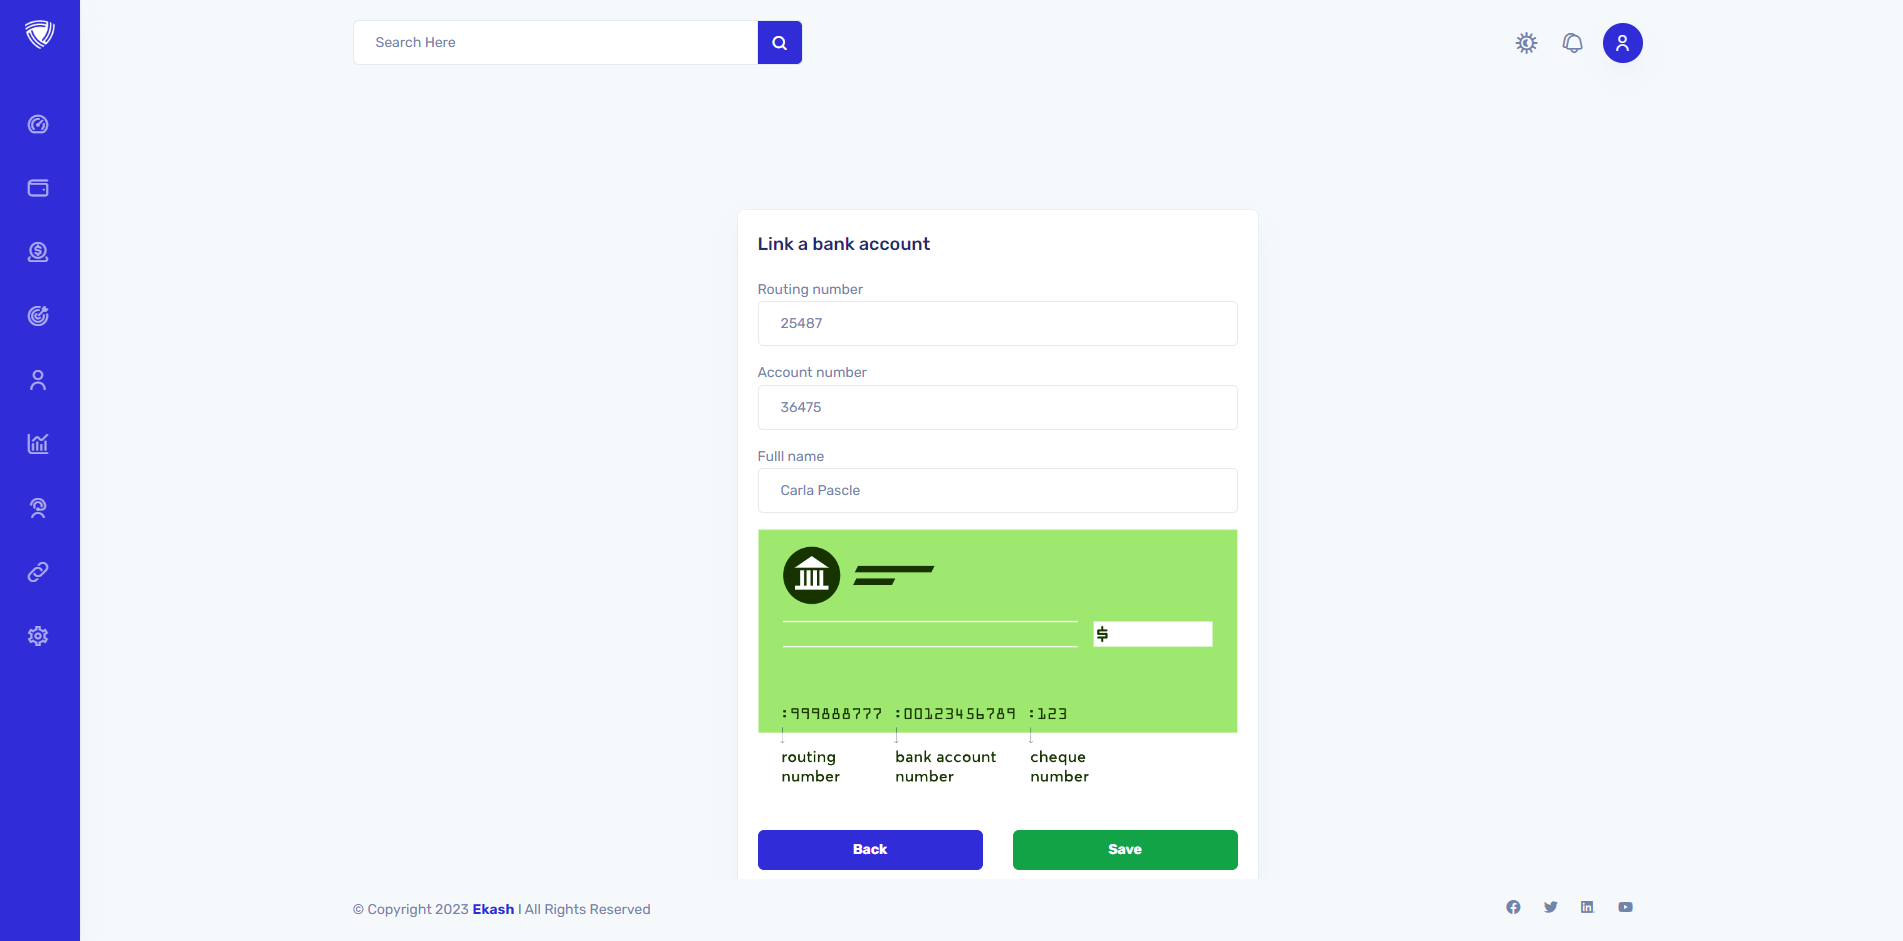 Search Here
Link a bank account
Routing number
25487
Account number
36475
Fulll name
Carla Pascle
$
:999888777 :00123456789 :123
routing number
bank account number
cheque number
Back
Save
© Copyright 2023 Ekash I All Rights Reserved